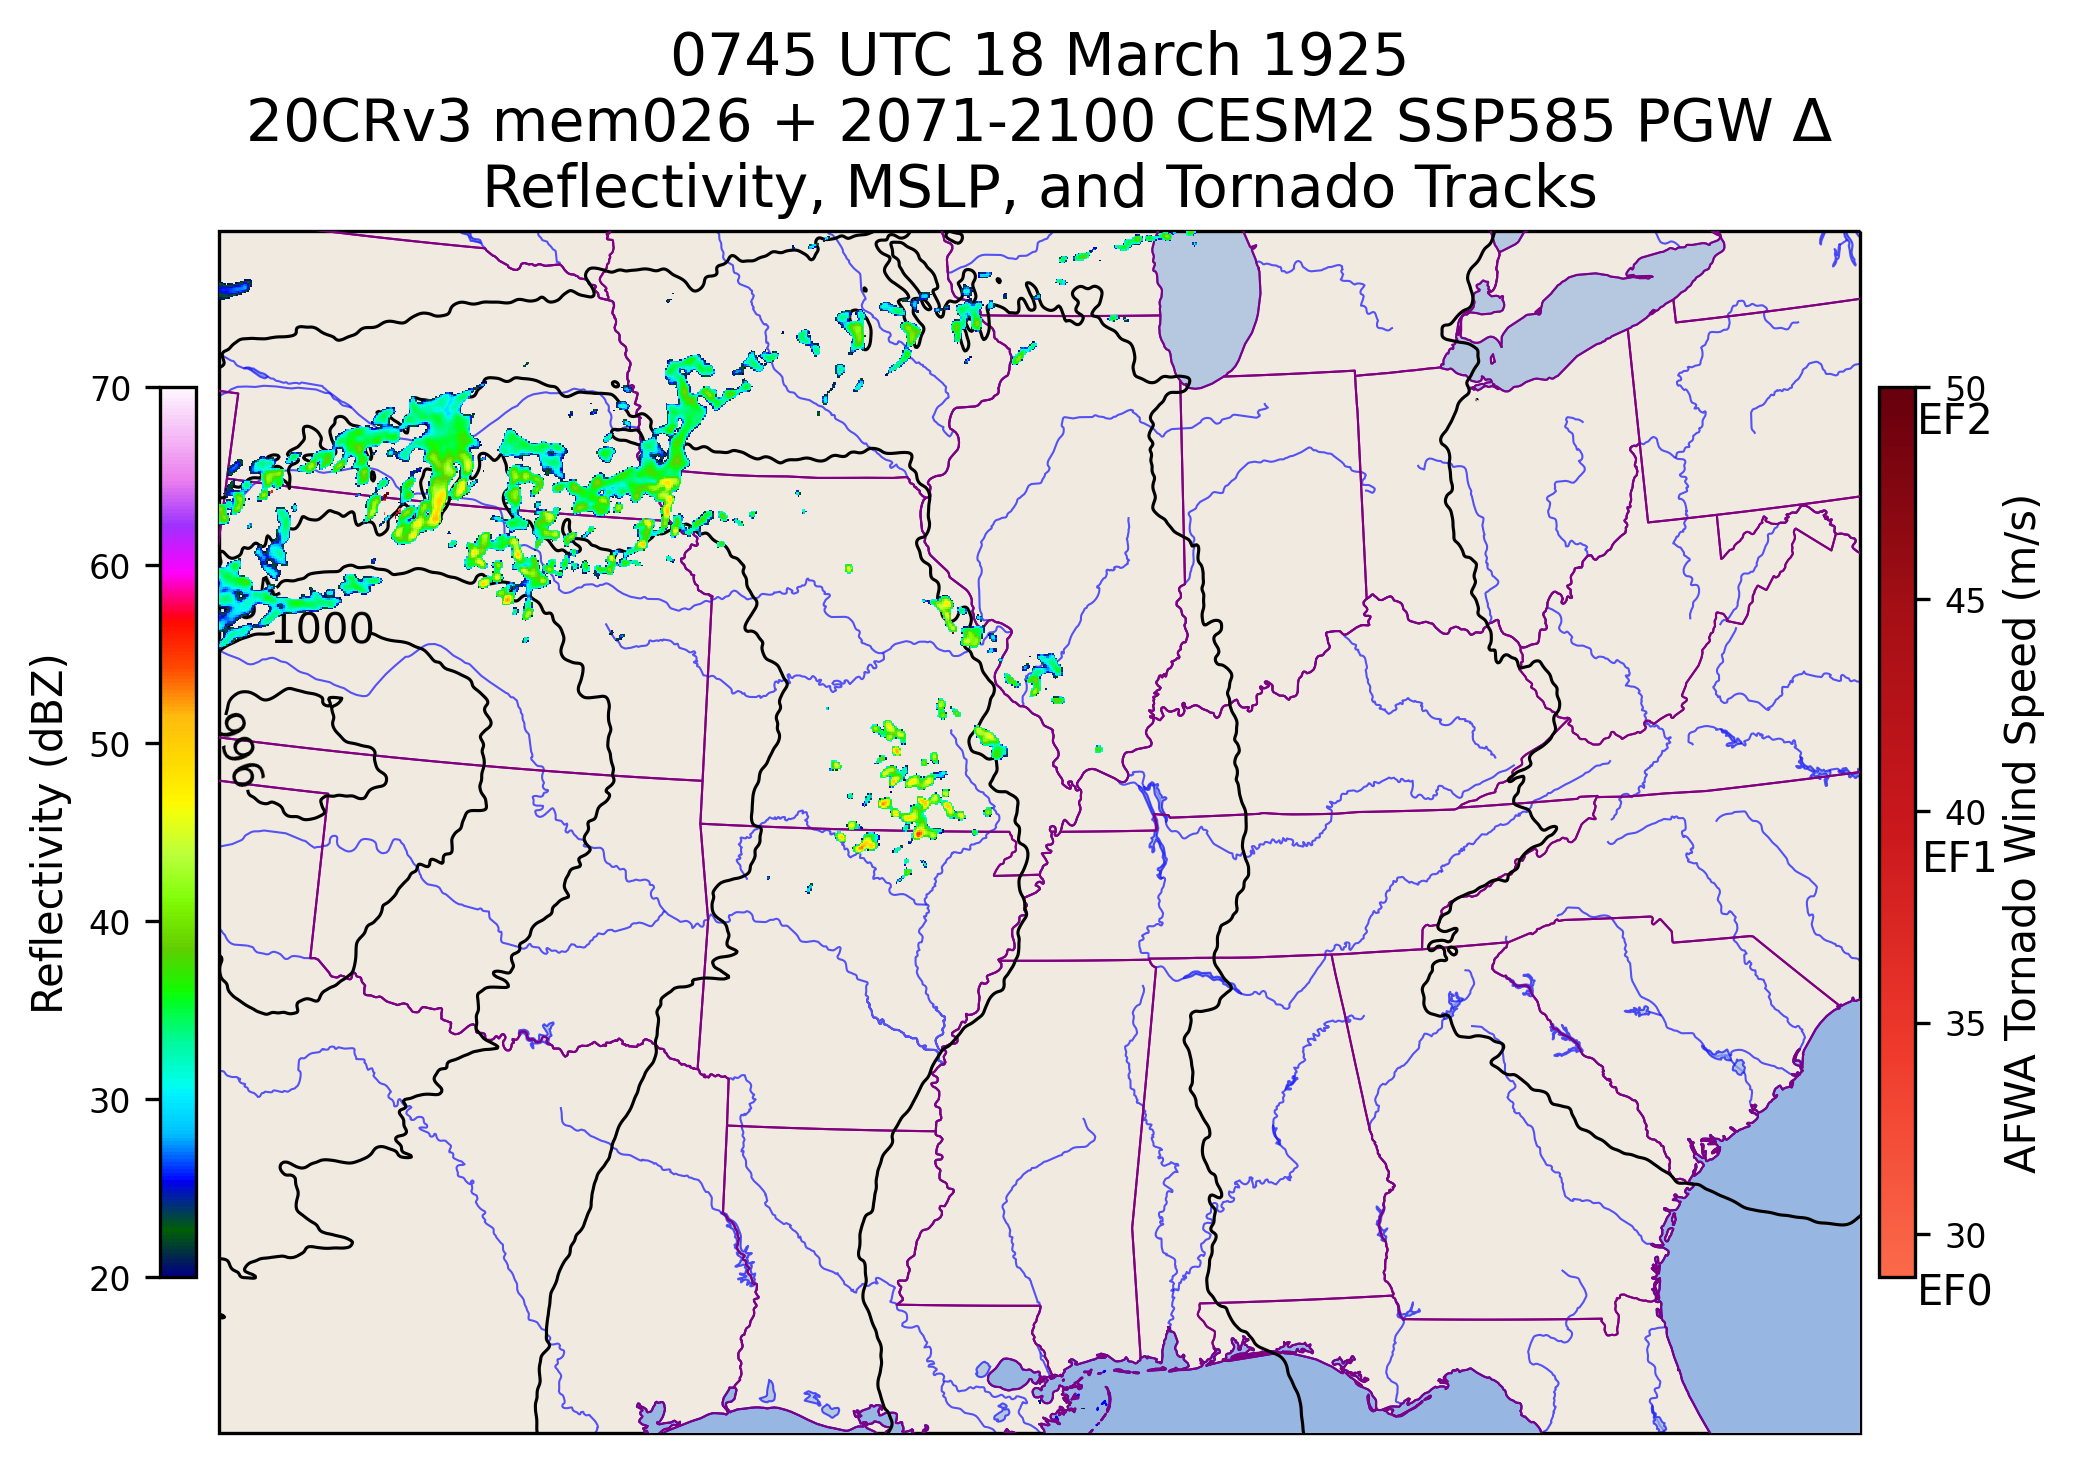 0745 UTC 18 March 1925
20CRv3 mem026 + 2071-2100 CESM2 SSP585 PGW Δ
Reflectivity, MSLP, and Tornado Tracks
Reflectivity (dBZ)
70
60
50
40
30
20
1000
996
50
EF2
45
40
EF1
35
30
EF0
AFWA Tornado Wind Speed (m/s)